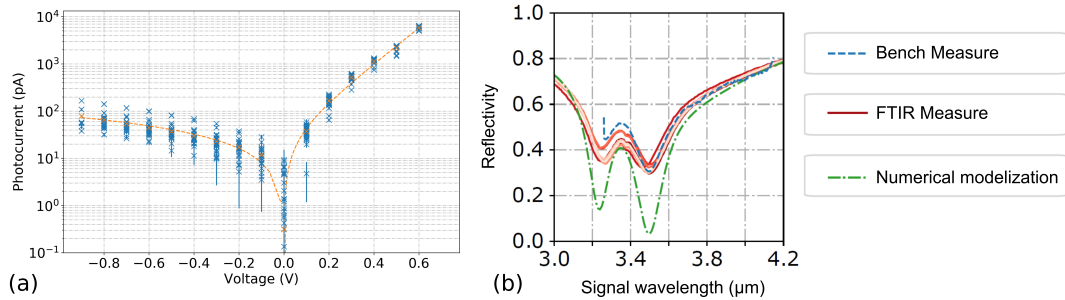 10⁴
10³
10²
10¹
10⁰
10⁻¹
Photocurrent (pA)
−0.8 −0.6 −0.4 −0.2 0.0 0.2 0.4 0.6 0.8
Voltage (V)
(a)
1.0
0.8
0.6
0.4
0.2
0.0
Reflectivity
3.0 3.4 3.8 4.2
Signal wavelength (μm)
(b)
Bench Measure
FTIR Measure
Numerical modelization